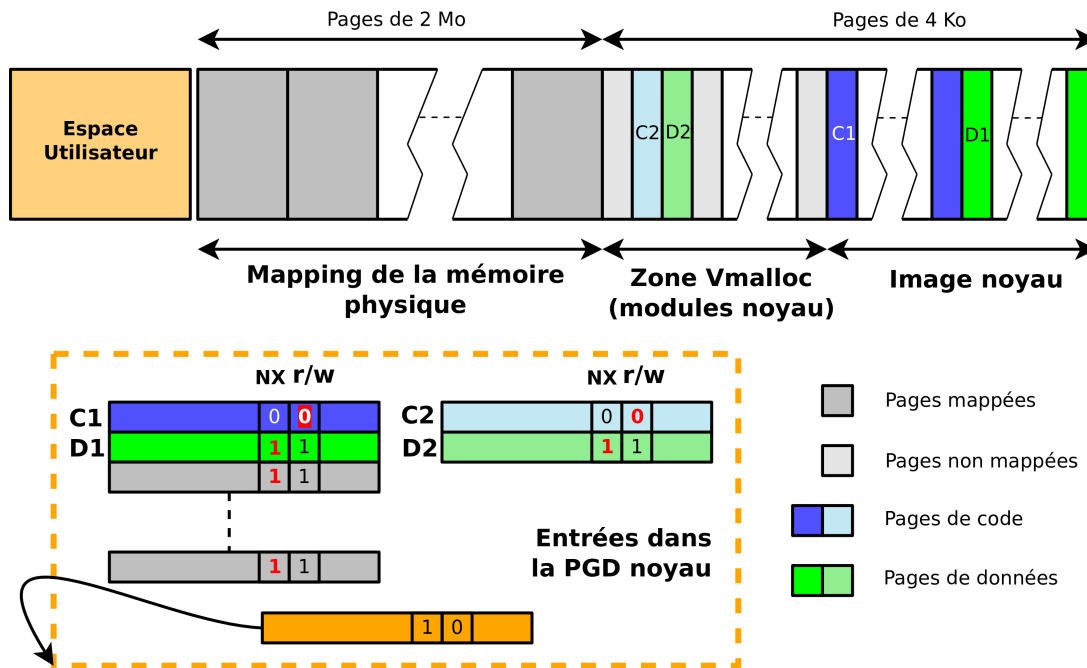 Pages de 2 Mo
Pages de 4 Ko
Espace
Utilisateur
C2
D2
C1
D1
Mapping de la mémoire
physique
Zone Vmalloc
(modules noyau)
Image noyau
NX r/w
C1 0 0
D1 1 1
1 1
1 1
NX r/w
C2 0 0
D2 1 1
Entrées dans
la PGD noyau
1 0
Pages mappées
Pages non mappées
Pages de code
Pages de données